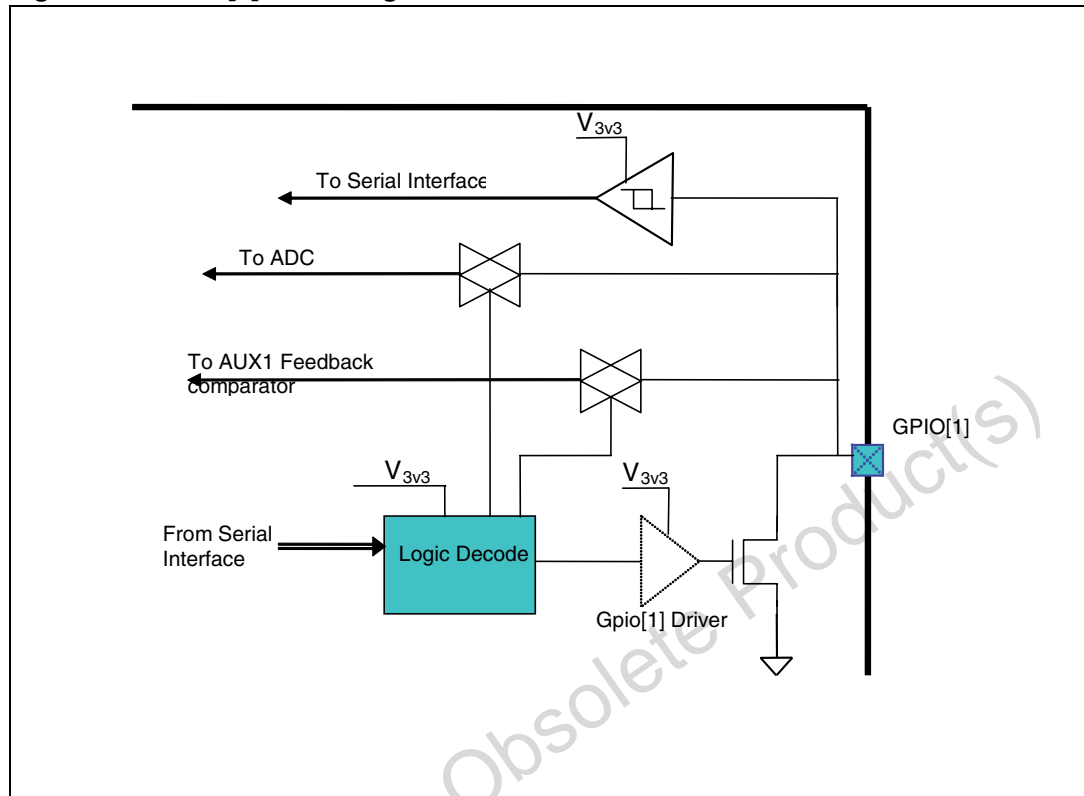 V3v3
To Serial Interface
To ADC
To AUX1 Feedback
comparator
GPIO[1]
V3v3
V3v3
From Serial
Interface
Logic Decode
Gpio[1] Driver
Obsolete Product(s)